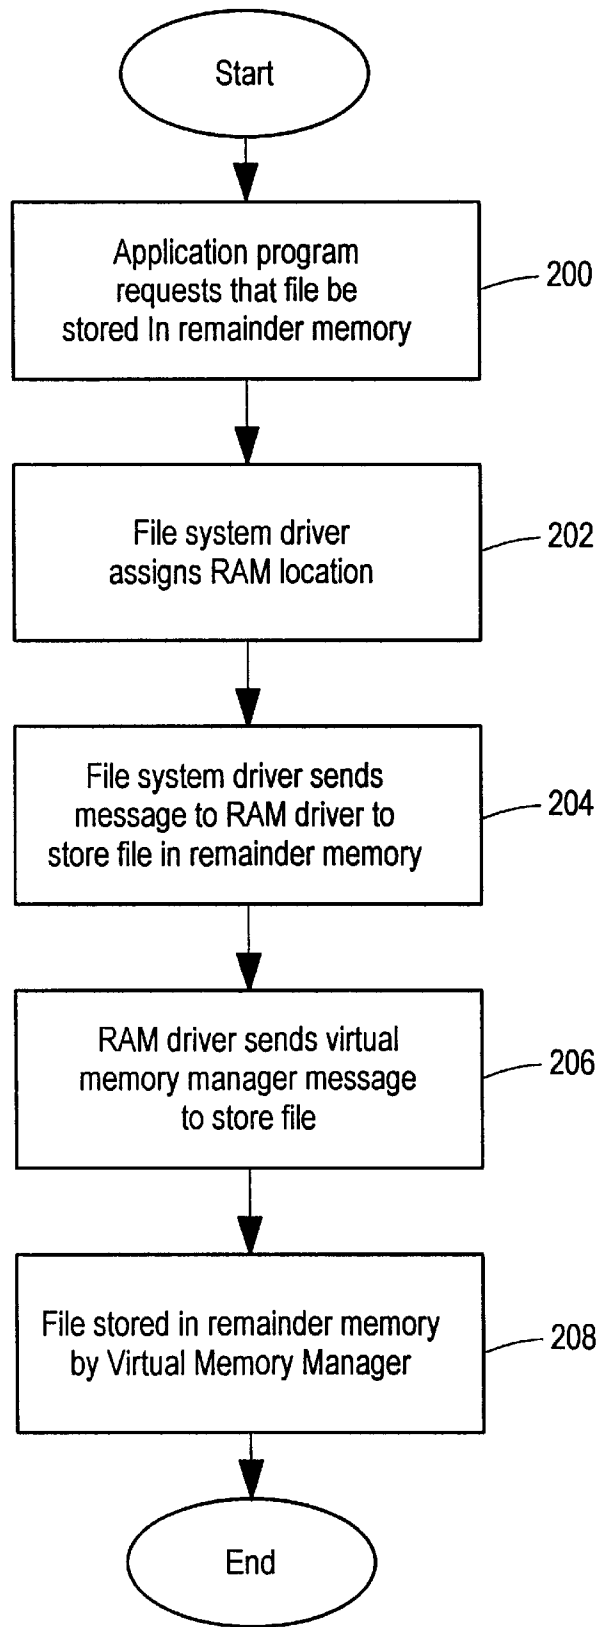 Start
Application program
requests that file be
stored In remainder memory
200
File system driver
assigns RAM location
202
File system driver sends
message to RAM driver to
store file in remainder memory
204
RAM driver sends virtual
memory manager message
to store file
206
File stored in remainder memory
by Virtual Memory Manager
208
End